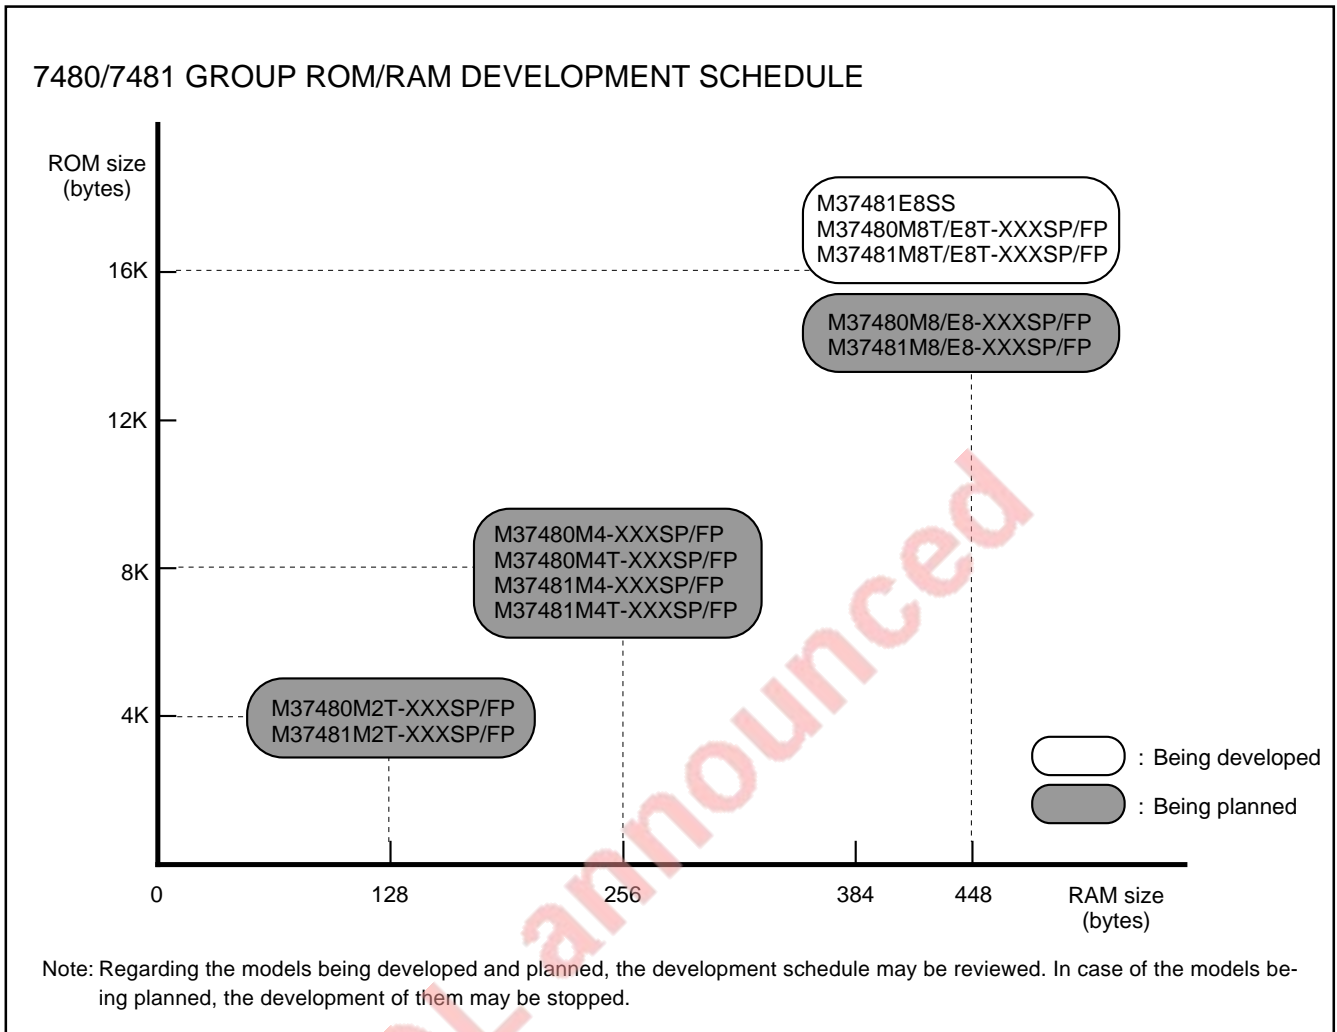 7480/7481 GROUP ROM/RAM DEVELOPMENT SCHEDULE
ROM size
(bytes)
M37481E8SS
M37480M8T/E8T-XXXSP/FP
M37481M8T/E8T-XXXSP/FP
16K
M37480M8/E8-XXXSP/FP
M37481M8/E8-XXXSP/FP
12K
M37480M4-XXXSP/FP
M37480M4T-XXXSP/FP
M37481M4-XXXSP/FP
M37481M4T-XXXSP/FP
8K
M37480M2T-XXXSP/FP
M37481M2T-XXXSP/FP
4K
: Being developed
: Being planned
0
128
256
384
448
RAM size
(bytes)
Note: Regarding the models being developed and planned, the development schedule may be reviewed. In case of the models be-
ing planned, the development of them may be stopped.
announced